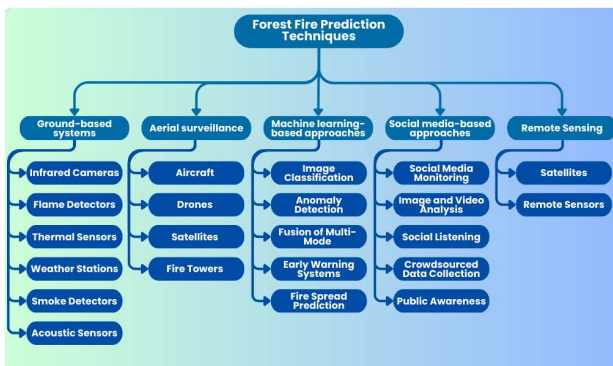 Forest Fire Prediction
Techniques
Ground-based
systems
Infrared Cameras
Flame Detectors
Thermal Sensors
Weather Stations
Smoke Detectors
Acoustic Sensors
Aerial surveillance
Aircraft
Drones
Satellites
Fire Towers
Machine learning-
based approaches
Image
Classification
Anomaly
Detection
Fusion of Multi-
Mode
Early Warning
Systems
Fire Spread
Prediction
Social media-based
approaches
Social Media
Monitoring
Image and Video
Analysis
Social Listening
Crowdsourced
Data Collection
Public Awareness
Remote Sensing
Satellites
Remote Sensors